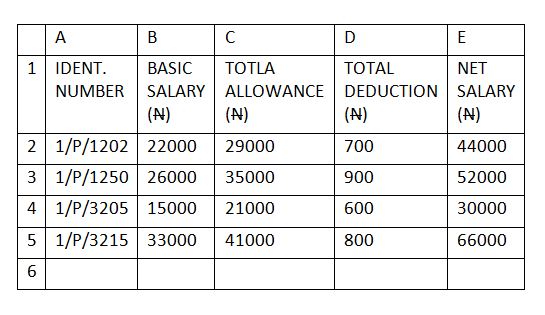 A B C D E
1 IDENT. BASIC TOTLA TOTAL NET
NUMBER SALARY ALLOWANCE DEDUCTION SALARY
(₦) (₦) (₦) (₦)
2 1/P/1202 22000 29000 700 44000
3 1/P/1250 26000 35000 900 52000
4 1/P/3205 15000 21000 600 30000
5 1/P/3215 33000 41000 800 66000
6